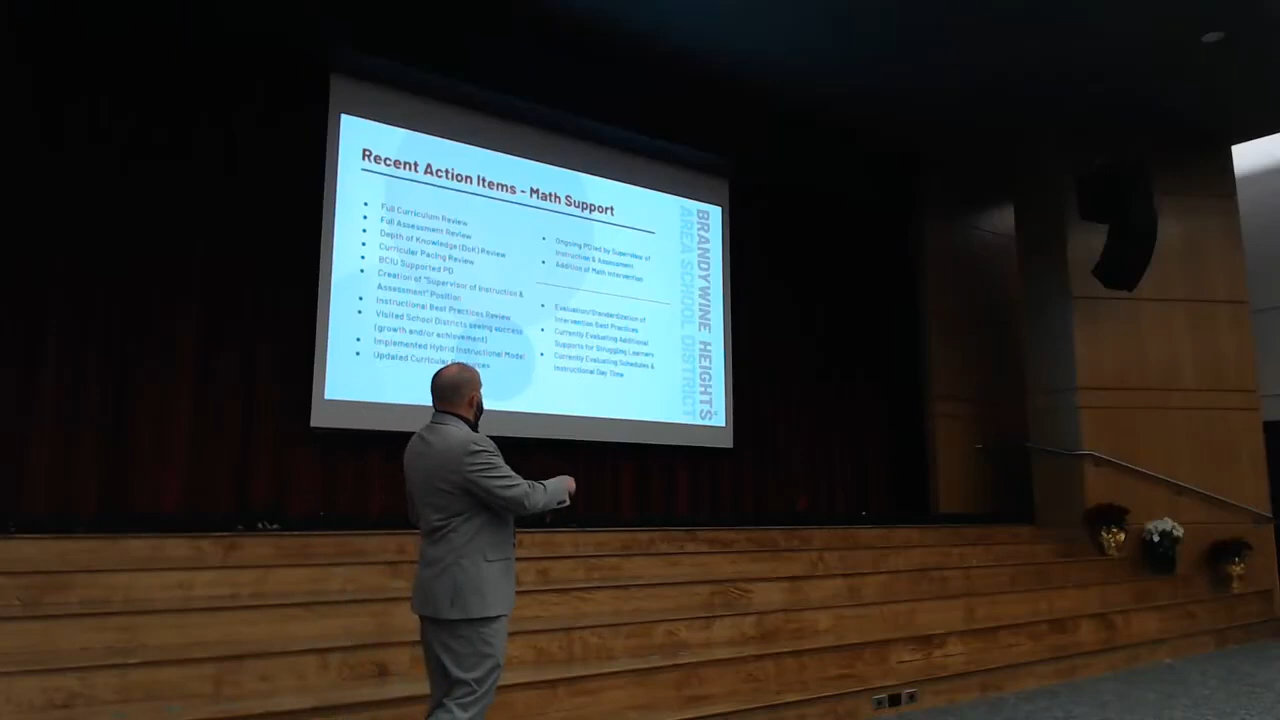 Recent Action Items - Math Support
Full Curriculum Review
Full Assessment Review
Depth of Knowledge (DoK) Review
Curricular Pacing Review
BCIU Supported PD
Creation of "Supervisor of Instruction &
Assessment" Position
Instructional Best Practices Review
Visited School Districts seeing success
(growth and/or achievement)
Implemented Hybrid Instructional Model
Updated Curricular Resources
Ongoing PD led by Supervisor of
Instruction & Assessment
Addition of Math Intervention
Evaluation/Standardization of
Intervention Best Practices
Currently Evaluating Additional
Supports for Struggling Learners
Currently Evaluating Schedules &
Instructional Day Time
BRANDYWINE HEIGHTS
AREA SCHOOL DISTRICT